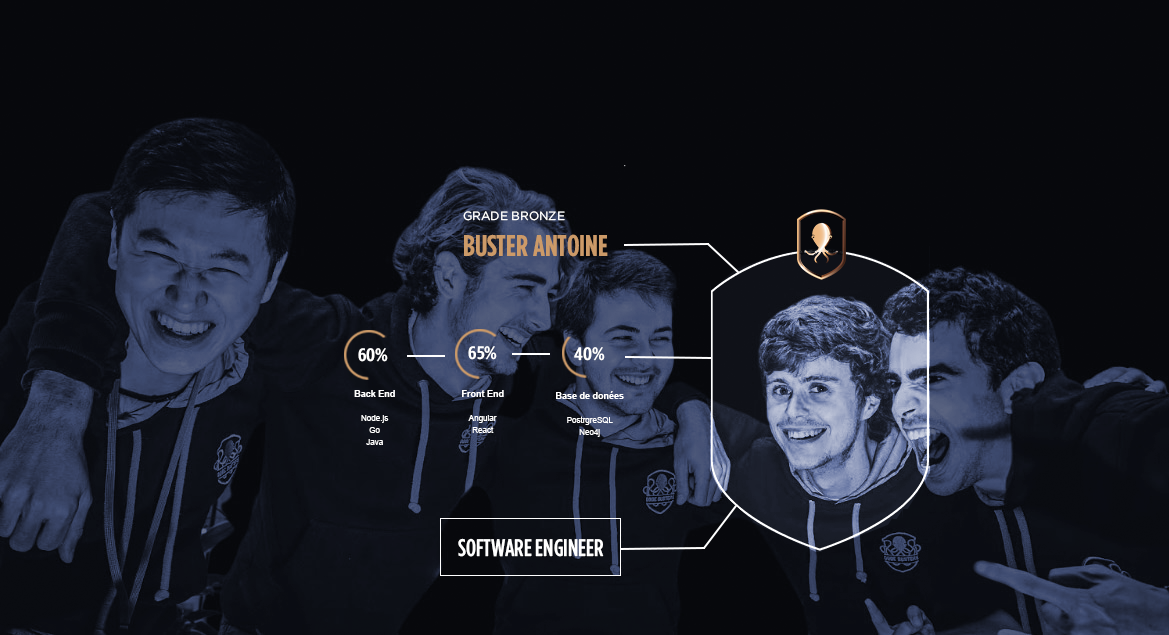 GRADE BRONZE
BUSTER ANTOINE
60%
65%
40%
Back End
Front End
Base de donées
Node.js
Go
Java
Angular
React
PostrgreSQL
Neo4j
SOFTWARE ENGINEER